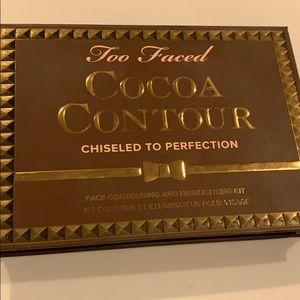 Too Faced
COCOA
CONTOUR
CHISELED TO PERFECTION
FACE CONTOURING AND HIGHLIGHTING KIT
KIT CONTOUR ET ILLUMINATEUR POUR VISAGE